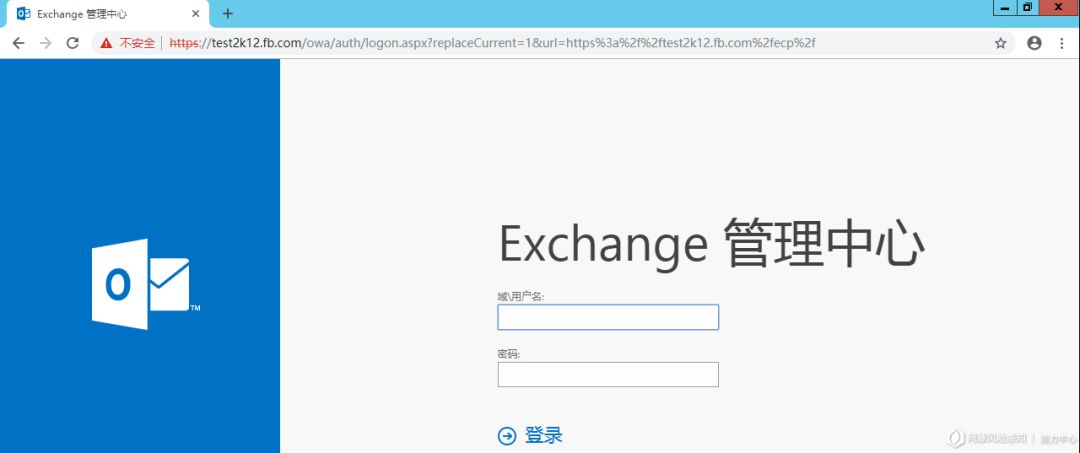 Exchange 管理中心
不安全 | https://test2k12.fb.com/owa/auth/logon.aspx?replaceCurrent=1&url=https%3a%2f%2ftest2k12.fb.com%2fecp%2f
Exchange 管理中心
域\用户名:
密码:
登录
网藤风险感知 | 能力中心